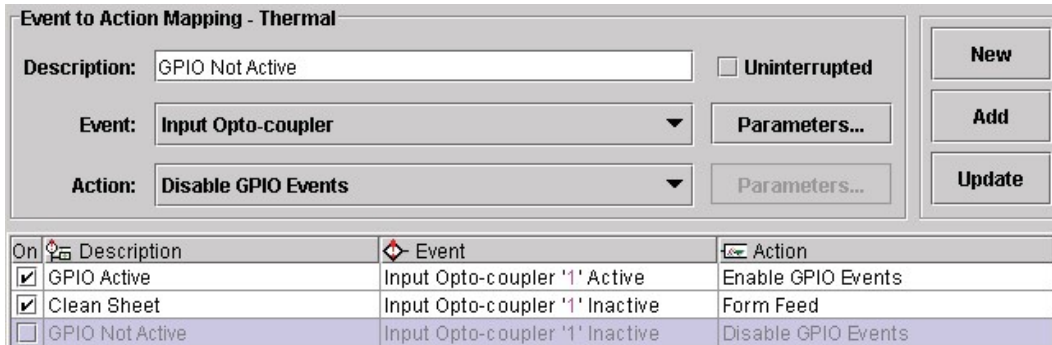 Event to Action Mapping - Thermal
Description: GPIO Not Active Uninterrupted New
Event: Input Opto-coupler Parameters... Add
Action: Disable GPIO Events Parameters... Update
On Description Event Action
GPIO Active Input Opto-coupler '1' Active Enable GPIO Events
Clean Sheet Input Opto-coupler '1' Inactive Form Feed
GPIO Not Active Input Opto-coupler '1' Inactive Disable GPIO Events